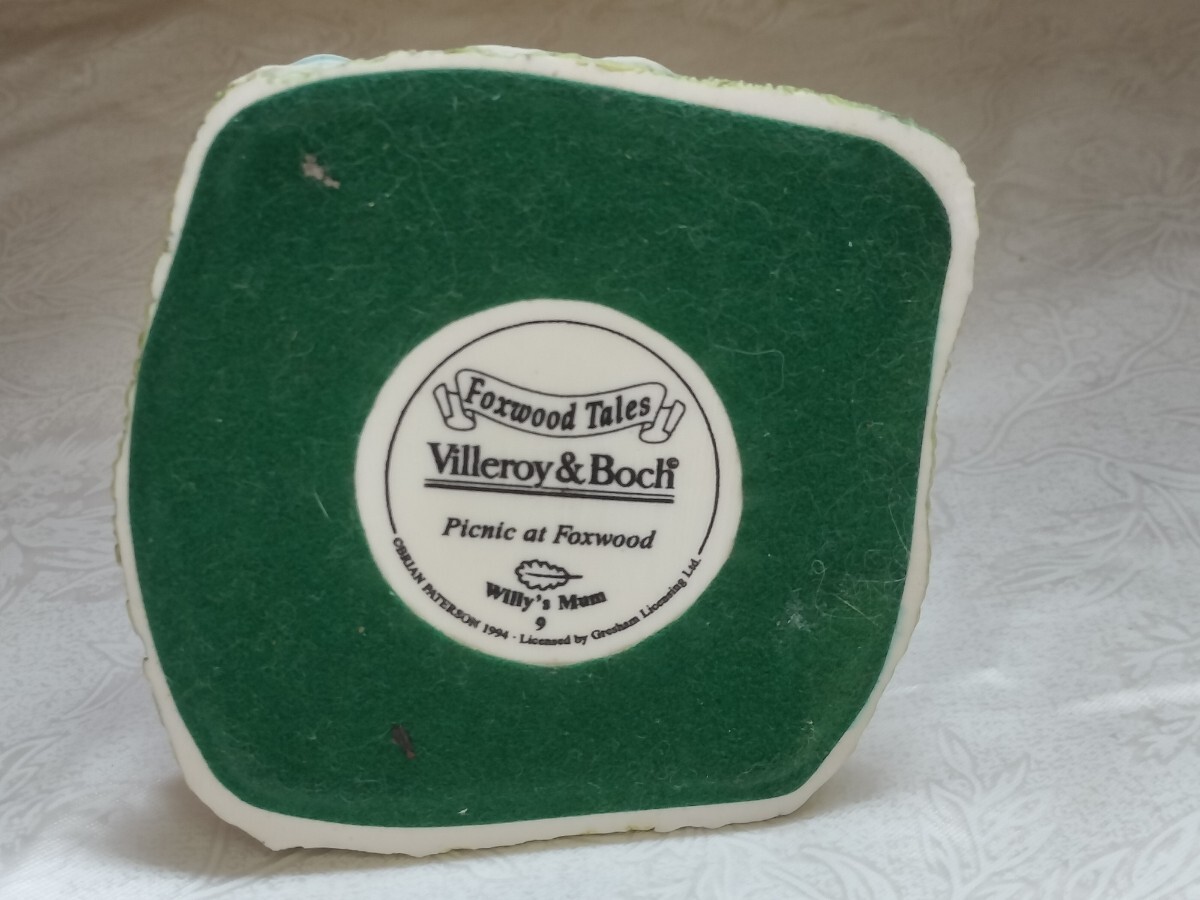 Foxwood Tales
Villeroy & Boch©
Picnic at Foxwood
Willy's Mum
9
©BRIAN PATERSON 1994 - Licensed by Gresham Licensing Ltd.